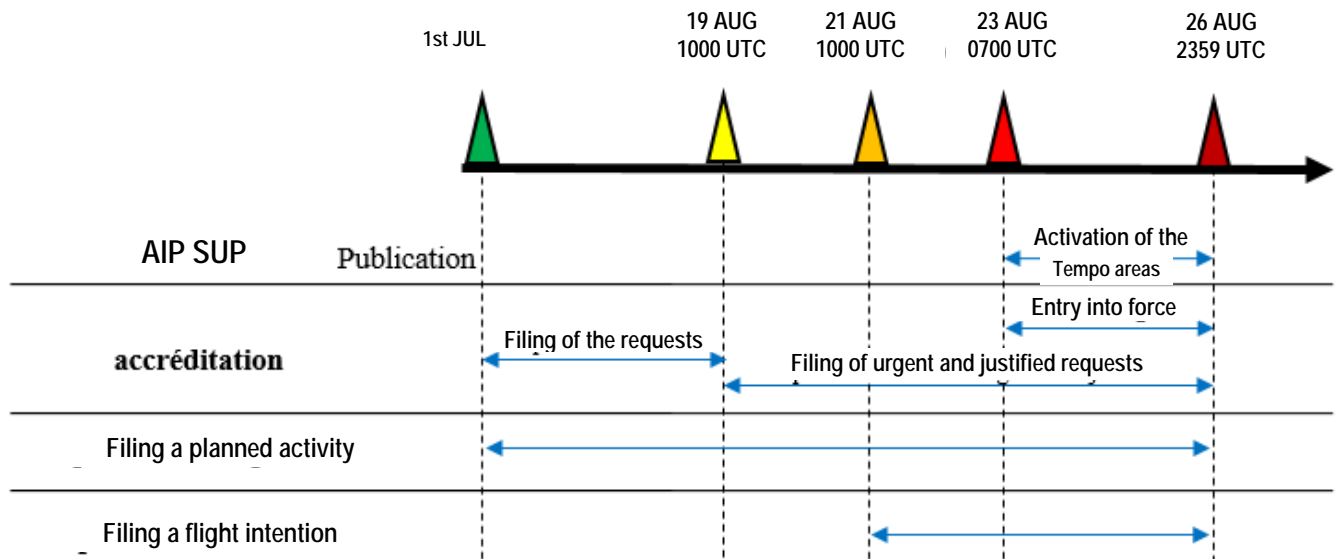 1st JUL
19 AUG
1000 UTC
21 AUG
1000 UTC
23 AUG
0700 UTC
26 AUG
2359 UTC
AIP SUP
Publication
Activation of the
Tempo areas
accréditation
Entry into force
Filing of the requests
Filing of urgent and justified requests
Filing a planned activity
Filing a flight intention